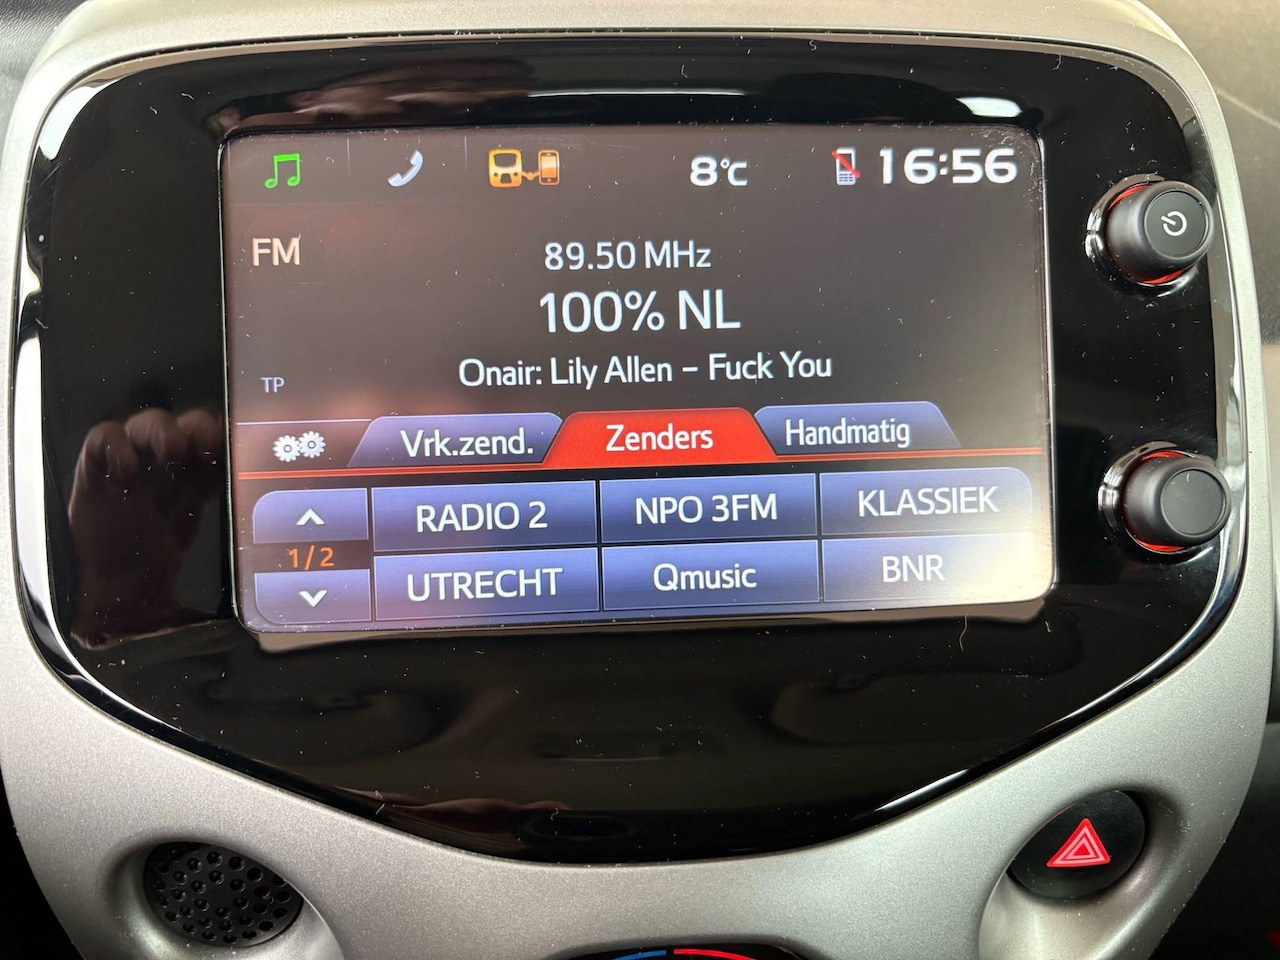 8°C 16:56
FM
89.50 MHz
100% NL
Onair: Lily Allen - Fuck You
TP
Vrk.zend. Zenders Handmatig
RADIO 2 NPO 3FM KLASSIEK
1/2
UTRECHT Qmusic BNR